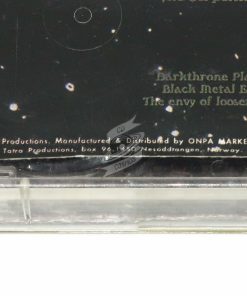 Darkthrone Pla
Black Metal E
The envy of loose
Productions. Manufactured & Distributed by ONPA MARKE
Tatra Productions, box 96, 1450 Nesoddtangen, Norway.